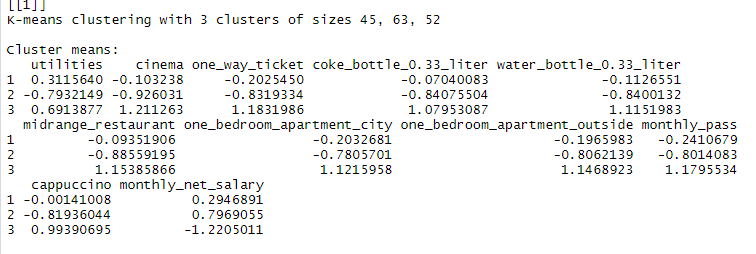 [[1]]
K-means clustering with 3 clusters of sizes 45, 63, 52
Cluster means:
utilities cinema one_way_ticket coke_bottle_0.33_liter water_bottle_0.33_liter
1 0.3115640 -0.103238 -0.2025450 -0.07040083 -0.1126551
2 -0.7932149 -0.926031 -0.8319334 -0.84075504 -0.8400132
3 0.6913877 1.211263 1.1831986 1.07953087 1.1151983
midrange_restaurant one_bedroom_apartment_city one_bedroom_apartment_outside monthly_pass
1 -0.09351906 -0.2032681 -0.1965983 -0.2410679
2 -0.88559195 -0.7805701 -0.8062139 -0.8014083
3 1.15385866 1.1215958 1.1468923 1.1795534
cappuccino monthly_net_salary
1 -0.00141008 0.2946891
2 -0.81936044 0.7969055
3 0.99390695 -1.2205011